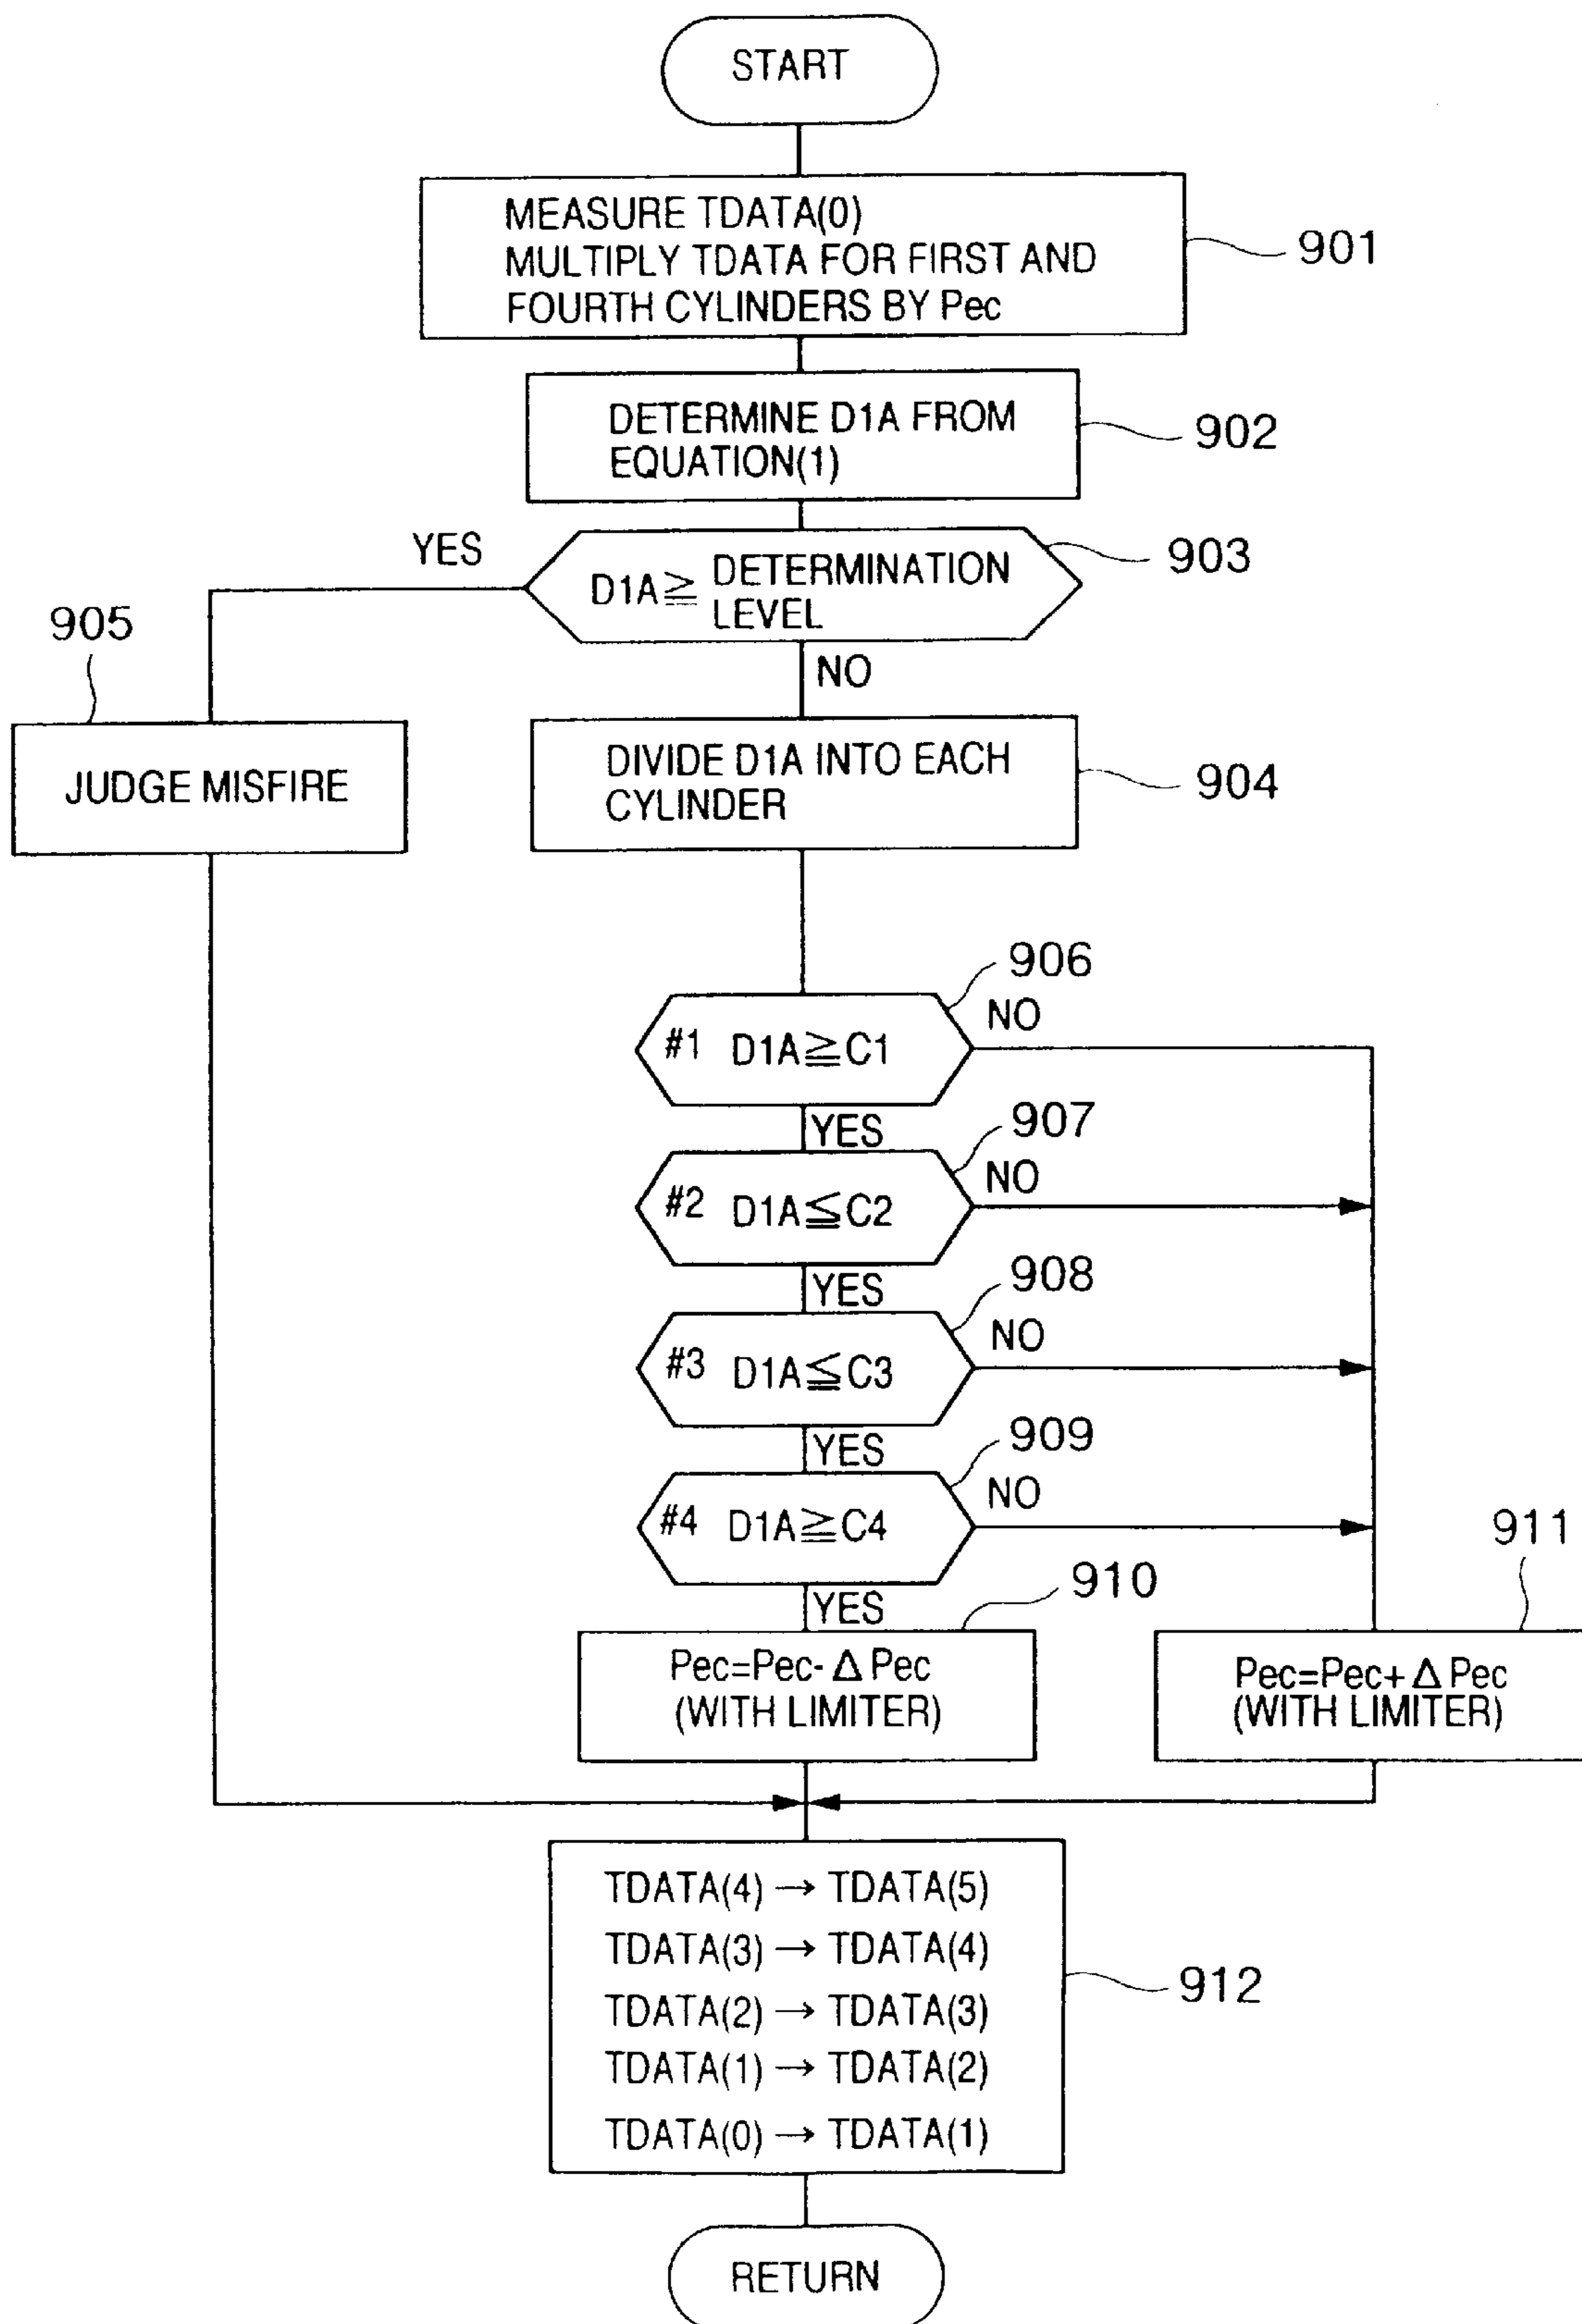 START
MEASURE TDATA(0)
MULTIPLY TDATA FOR FIRST AND
FOURTH CYLINDERS BY Pec
901
DETERMINE D1A FROM
EQUATION(1)
902
YES
D1A≧ DETERMINATION
LEVEL
903
NO
905
JUDGE MISFIRE
DIVIDE D1A INTO EACH
CYLINDER
904
906
#1 D1A≧C1
NO
YES
907
#2 D1A≦C2
NO
YES
908
#3 D1A≦C3
NO
YES
909
#4 D1A≧C4
NO
YES
910
911
Pec=Pec-ΔPec
(WITH LIMITER)
Pec=Pec+ΔPec
(WITH LIMITER)
TDATA(4)→TDATA(5)
TDATA(3)→TDATA(4)
TDATA(2)→TDATA(3)
TDATA(1)→TDATA(2)
TDATA(0)→TDATA(1)
912
RETURN